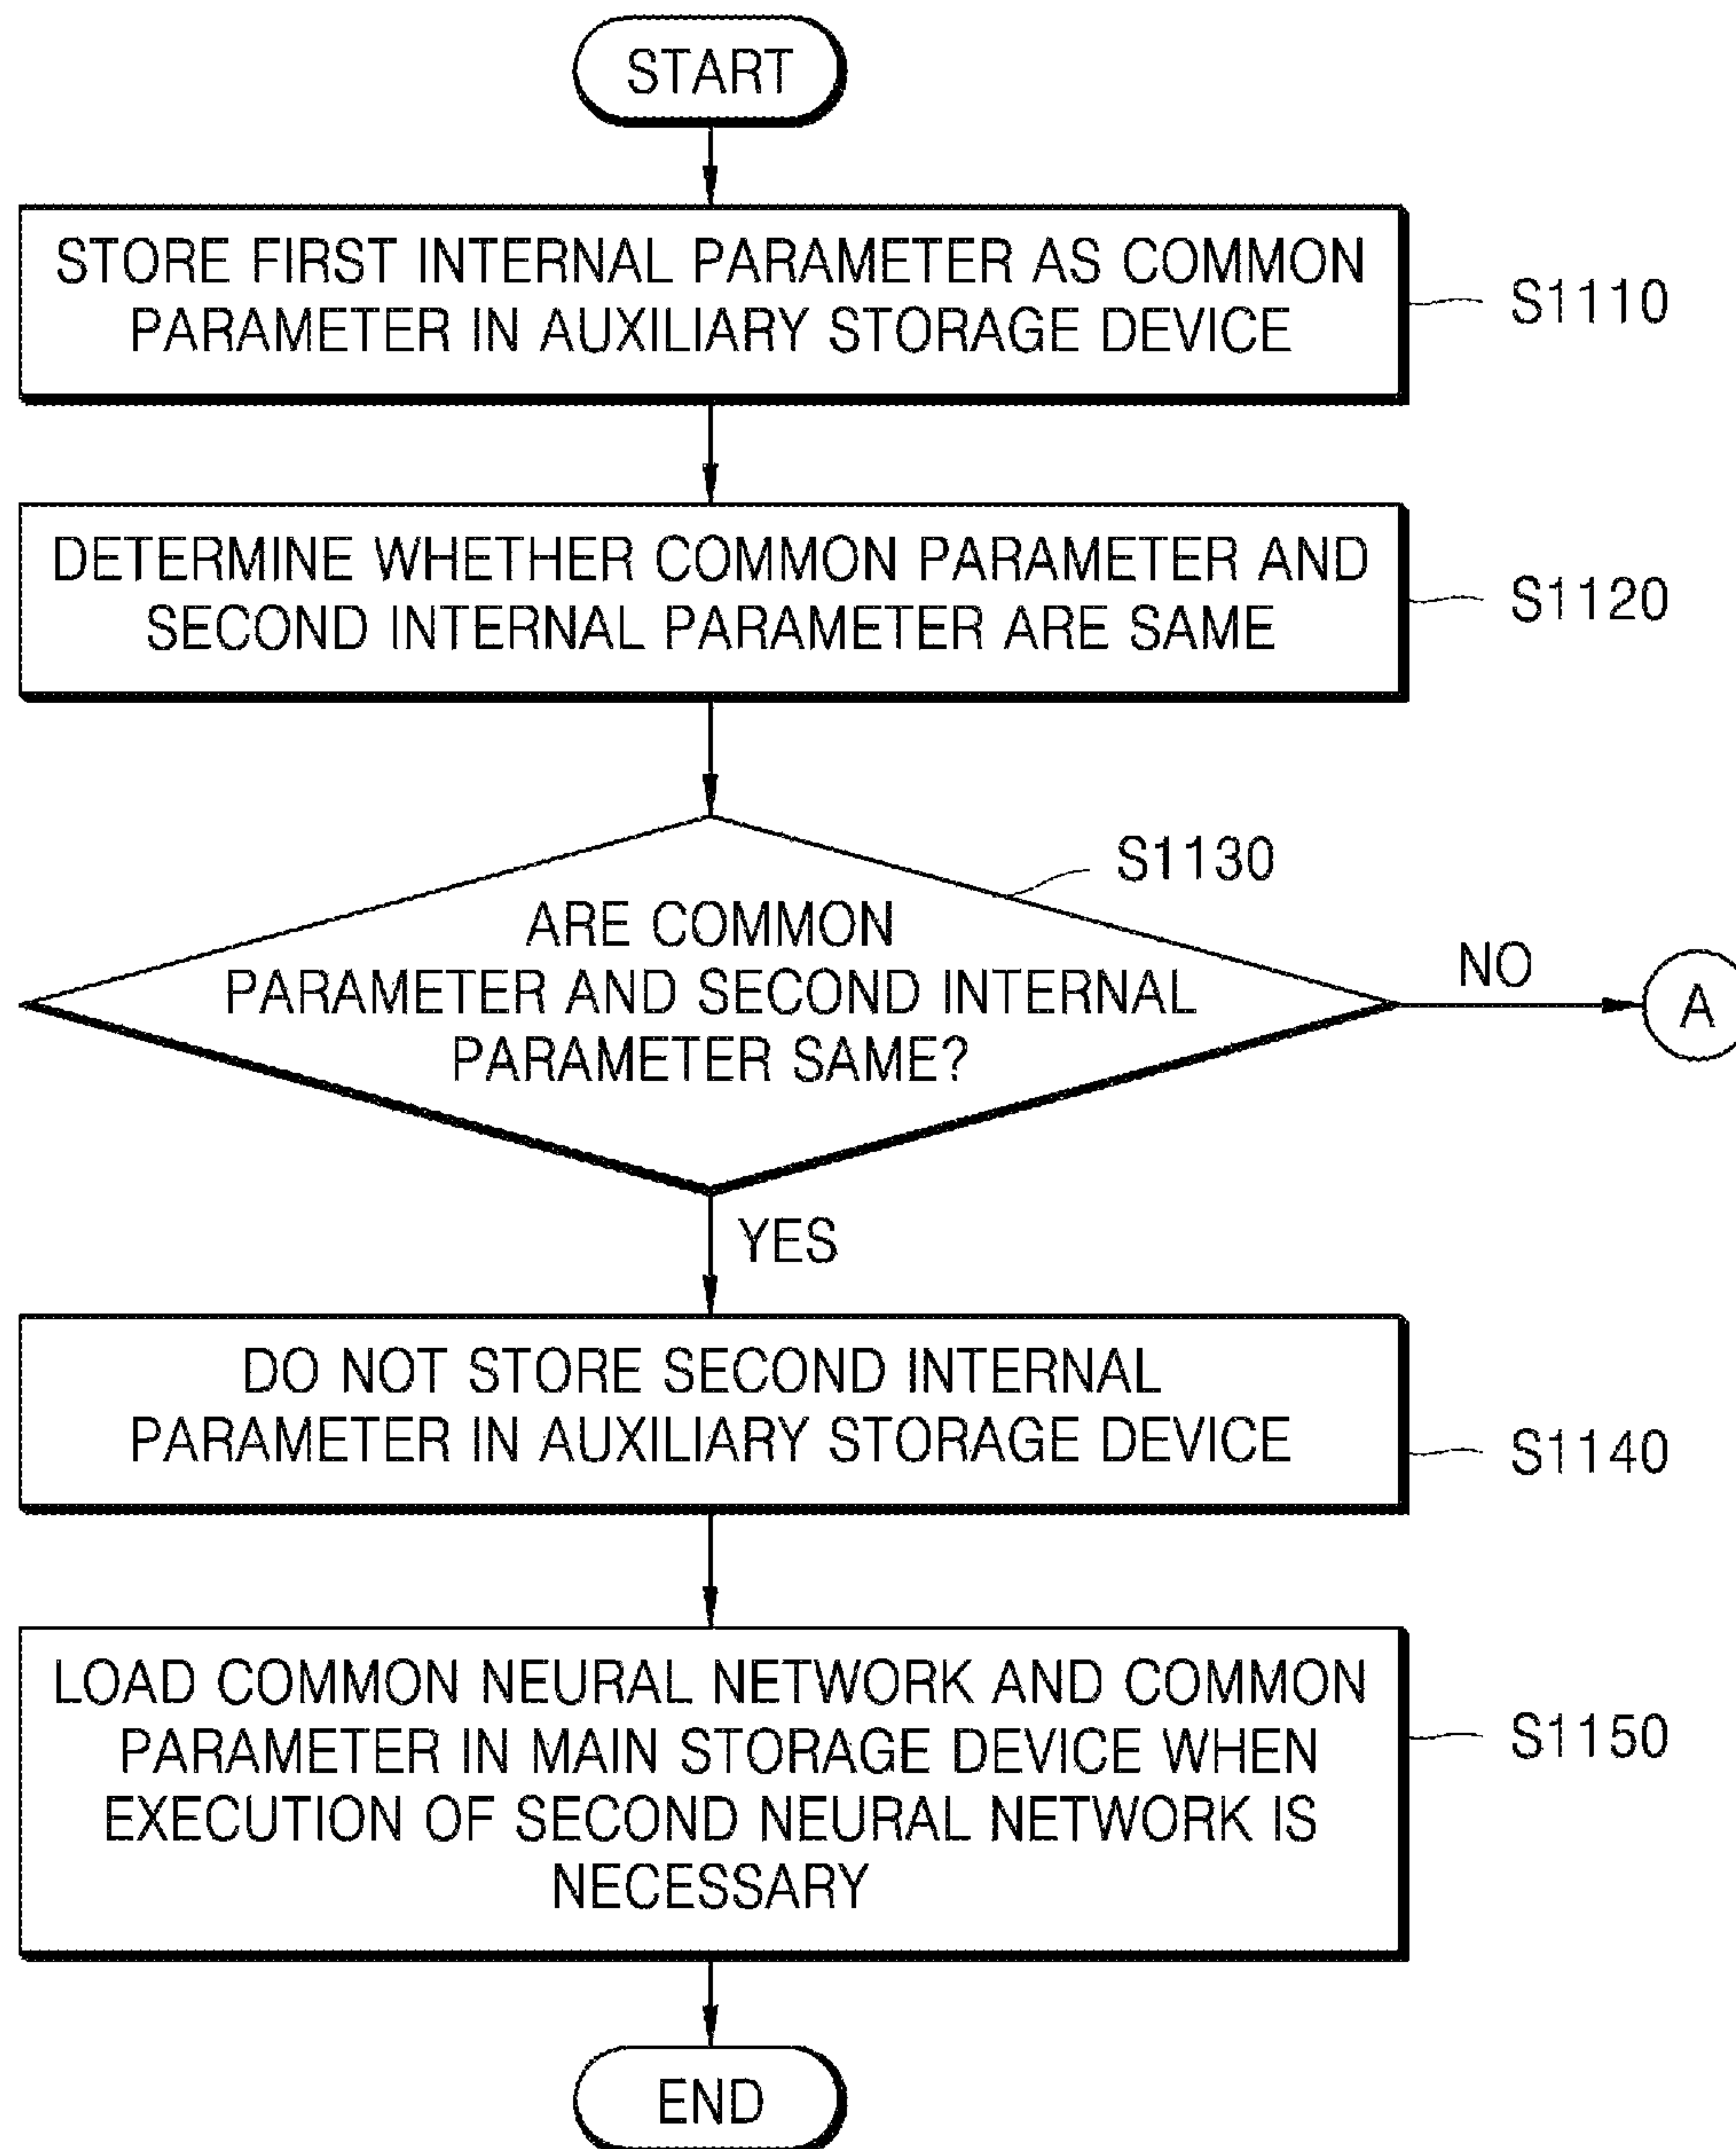 START
STORE FIRST INTERNAL PARAMETER AS COMMON
PARAMETER IN AUXILIARY STORAGE DEVICE
S1110
DETERMINE WHETHER COMMON PARAMETER AND
SECOND INTERNAL PARAMETER ARE SAME
S1120
S1130
ARE COMMON
PARAMETER AND SECOND INTERNAL
PARAMETER SAME?
NO
A
YES
DO NOT STORE SECOND INTERNAL
PARAMETER IN AUXILIARY STORAGE DEVICE
S1140
LOAD COMMON NEURAL NETWORK AND COMMON
PARAMETER IN MAIN STORAGE DEVICE WHEN
EXECUTION OF SECOND NEURAL NETWORK IS
NECESSARY
S1150
END